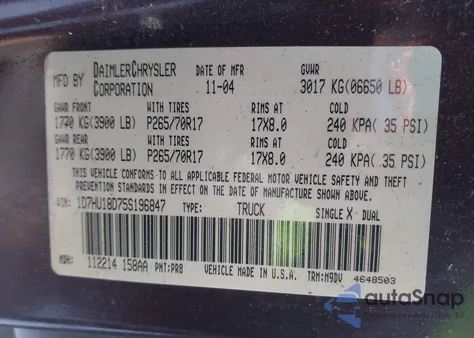 MFD BY DAIMLERCHRYSLER CORPORATION DATE OF MFR 11-04 GVWR 3017 KG(06650 LB)
GAWR FRONT WITH TIRES RIMS AT COLD
1770 KG(3900 LB) P265/70R17 17X8.0 240 KPA( 35 PSI)
GAWR REAR WITH TIRES RIMS AT COLD
1770 KG(3900 LB) P265/70R17 17X8.0 240 KPA( 35 PSI)
THIS VEHICLE CONFORMS TO ALL APPLICABLE FEDERAL MOTOR VEHICLE SAFETY AND THEFT
PREVENTION STANDARDS IN EFFECT ON THE DATE OF MANUFACTURE SHOWN ABOVE.
VIN: 1D7HU18D75S196847 TYPE: TRUCK SINGLE X DUAL
MDH: 112214 158AA PNT:PR8 VEHICLE MADE IN U.S.A. TRM:M9DV 4648503
autoSnap